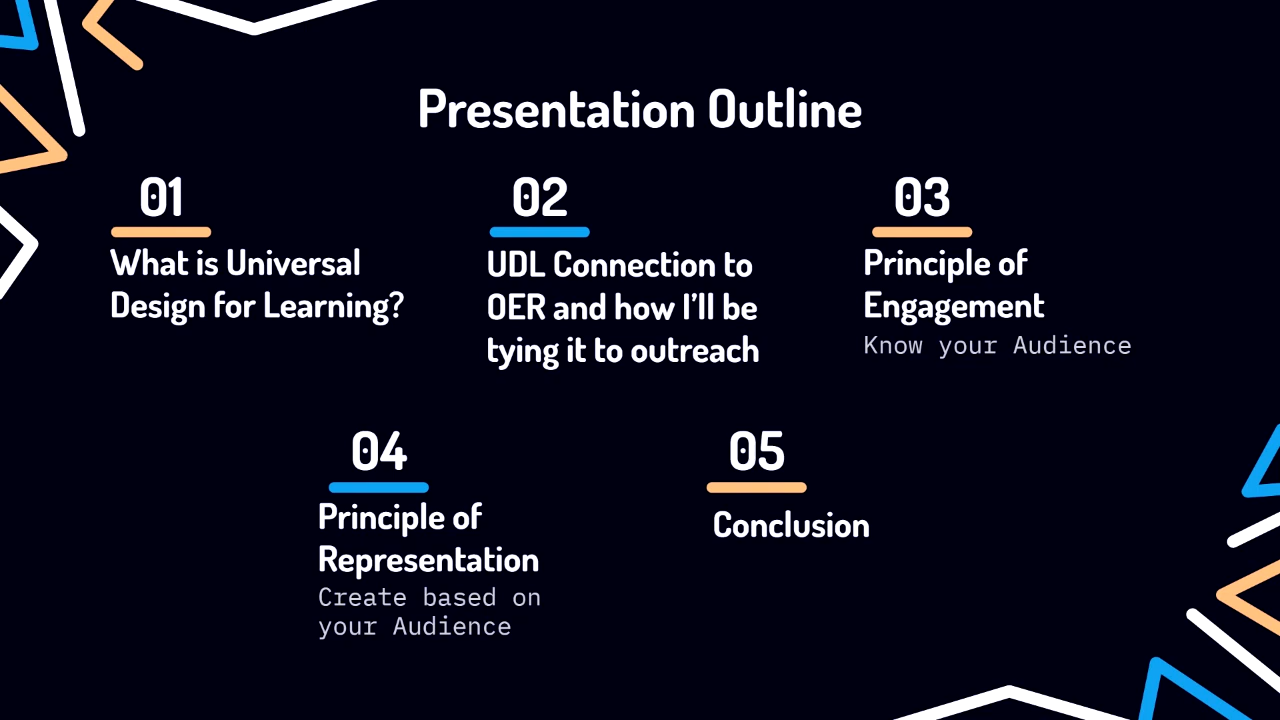 Presentation Outline
01
What is Universal
Design for Learning?
02
UDL Connection to
OER and how I'll be
tying it to outreach
03
Principle of
Engagement
Know your Audience
04
Principle of
Representation
Create based on
your Audience
05
Conclusion